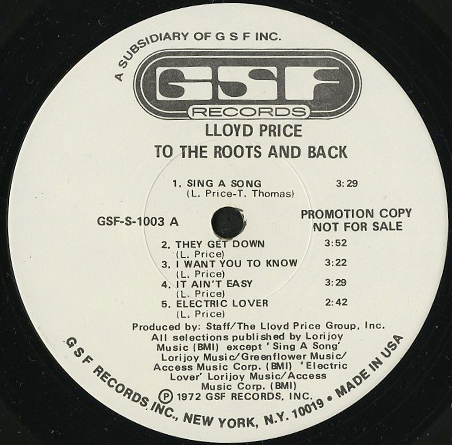 A SUBSIDIARY OF G S F INC.
GSF
RECORDS
LLOYD PRICE
TO THE ROOTS AND BACK
1. SING A SONG 3:29
(L. Price-T. Thomas)
GSF-S-1003 A
PROMOTION COPY
NOT FOR SALE
2. THEY GET DOWN 3:52
(L. Price)
3. I WANT YOU TO KNOW 3:22
(L. Price)
4. IT AIN'T EASY 3:29
(L. Price)
5. ELECTRIC LOVER 2:42
(L. Price)
Produced by: Staff/The Lloyd Price Group, Inc.
All selections published by Lorijoy
Music (BMI) except 'Sing A Song'
Lorijoy Music/Greenflower Music/
Access Music Corp. (BMI) 'Electric
Lover' Lorijoy Music/Access
Music Corp. (BMI)
Ⓟ 1972 GSF RECORDS, INC.
G S F RECORDS INC., NEW YORK, N.Y. 10019 • MADE IN USA